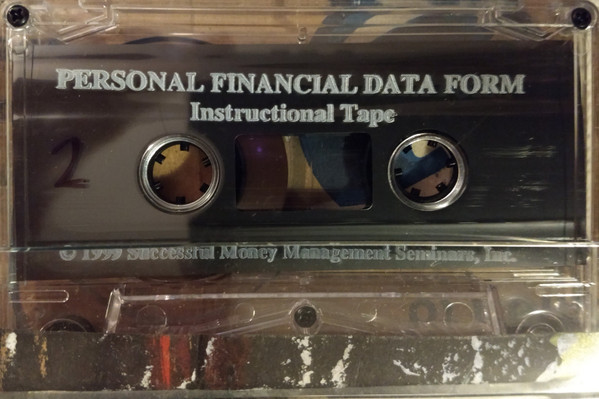 PERSONAL FINANCIAL DATA FORM
Instructional Tape
2
© 1999 Successful Money Management Seminars, Inc.